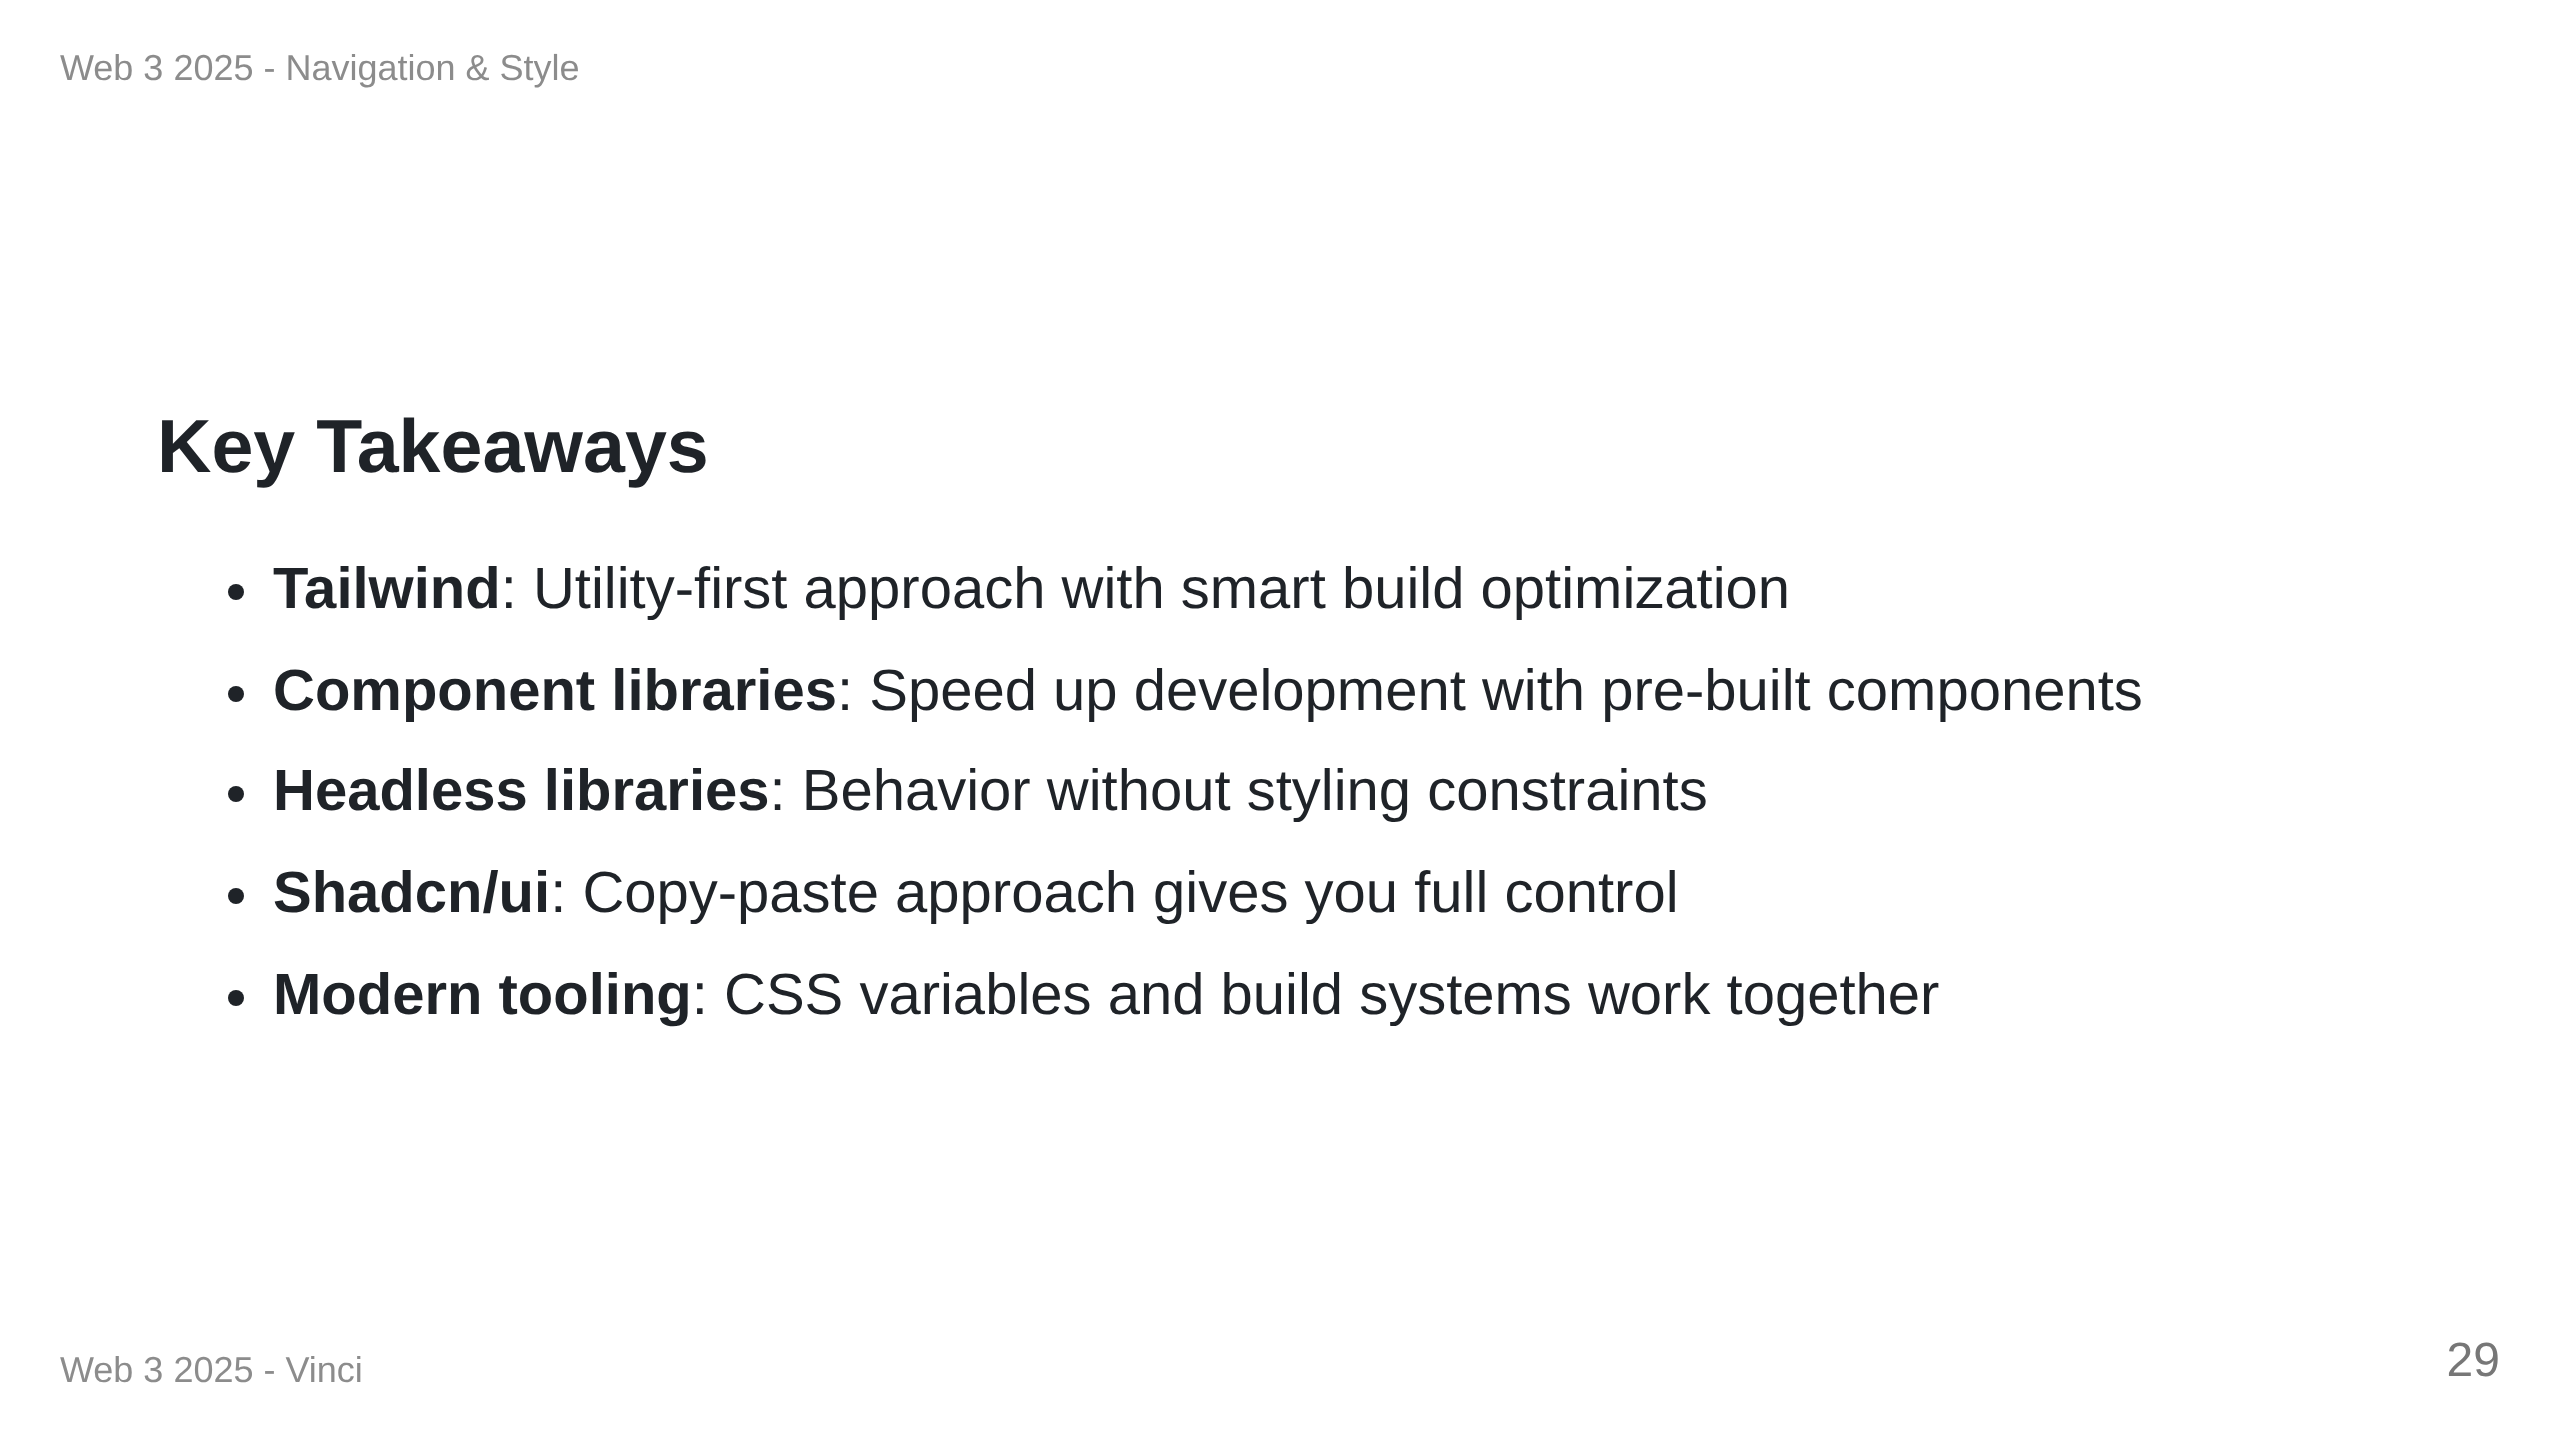 Web 3 2025 - Navigation & Style
Key Takeaways
• Tailwind: Utility-first approach with smart build optimization
• Component libraries: Speed up development with pre-built components
• Headless libraries: Behavior without styling constraints
• Shadcn/ui: Copy-paste approach gives you full control
• Modern tooling: CSS variables and build systems work together
Web 3 2025 - Vinci
29